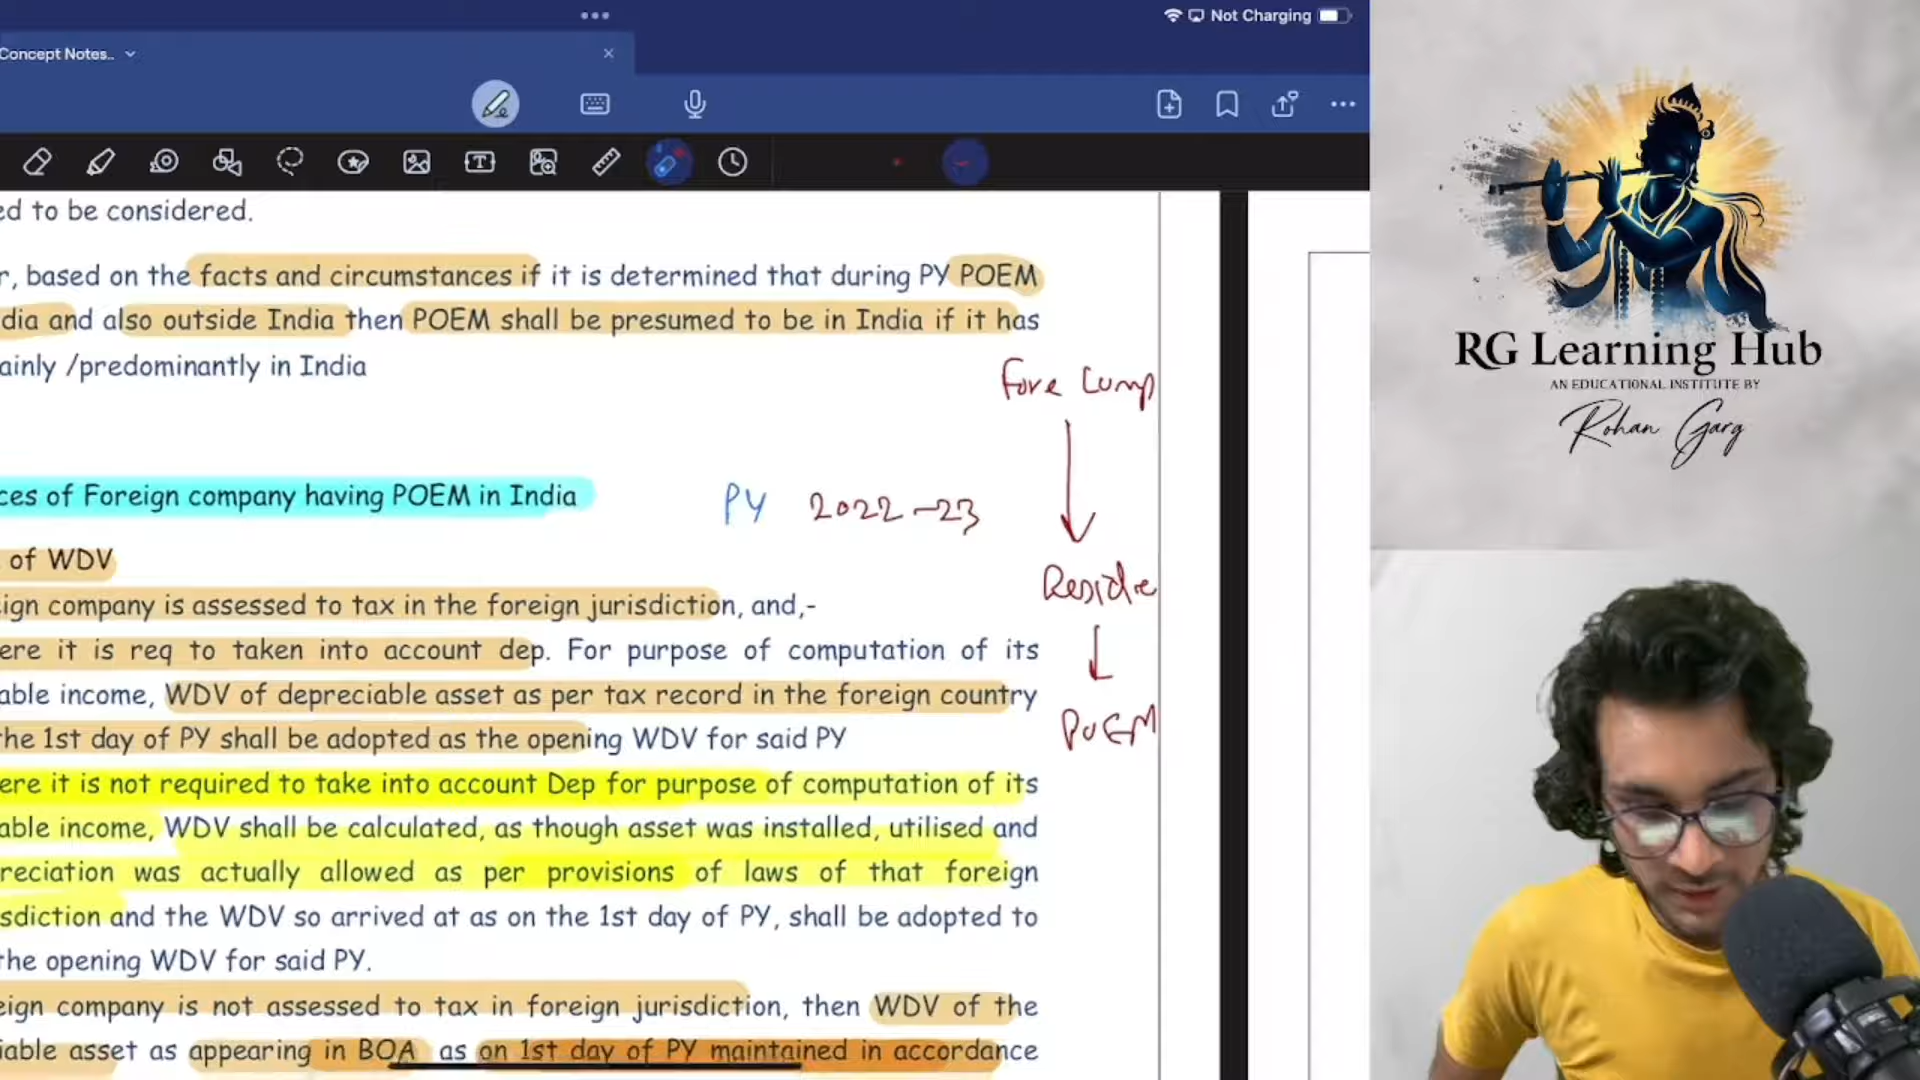 Not Charging
Concept Notes..
ed to be considered.
r, based on the facts and circumstances if it is determined that during PY POEM
dia and also outside India then POEM shall be presumed to be in India if it has
ainly /predominantly in India
Fore Comp
ces of Foreign company having POEM in India
PY 2022-23
of WDV
Reside
eign company is assessed to tax in the foreign jurisdiction, and,-
ere it is req to taken into account dep. For purpose of computation of its
able income, WDV of depreciable asset as per tax record in the foreign country
POEM
the 1st day of PY shall be adopted as the opening WDV for said PY
ere it is not required to take into account Dep for purpose of computation of its
able income, WDV shall be calculated, as though asset was installed, utilised and
reciation was actually allowed as per provisions of laws of that foreign
sdiction and the WDV so arrived at as on the 1st day of PY, shall be adopted to
the opening WDV for said PY.
eign company is not assessed to tax in foreign jurisdiction, then WDV of the
iable asset as appearing in BOA as on 1st day of PY maintained in accordance
RG Learning Hub
AN EDUCATIONAL INSTITUTE BY
Rohan Garg